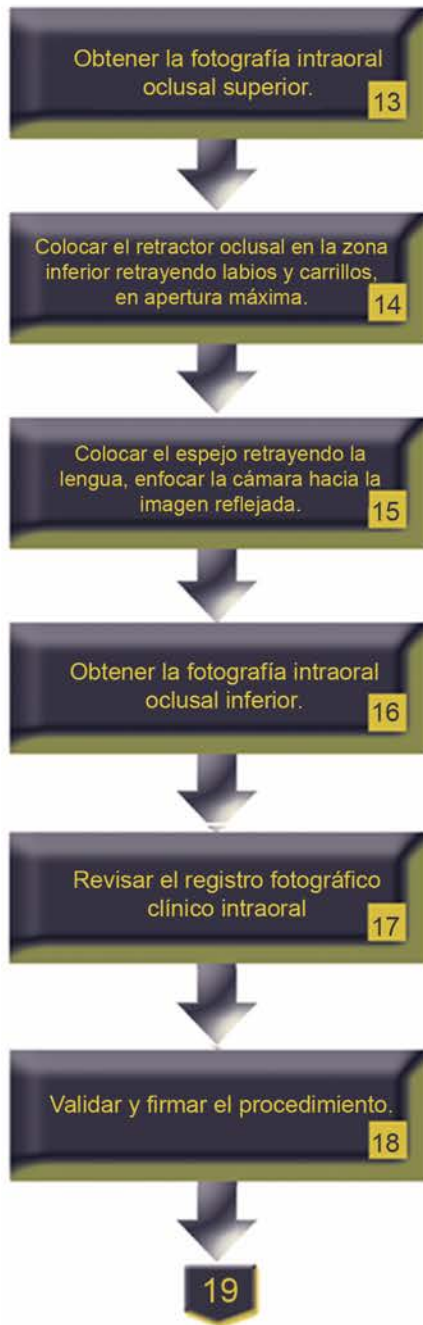 Obtener la fotografía intraoral
oclusal superior.
13
Colocar el retractor oclusal en la zona
inferior retrayendo labios y carrillos,
en apertura máxima.
14
Colocar el espejo retrayendo la
lengua, enfocar la cámara hacia la
imagen reflejada.
15
Obtener la fotografía intraoral
oclusal inferior.
16
Revisar el registro fotográfico
clínico intraoral
17
Validar y firmar el procedimiento.
18
19